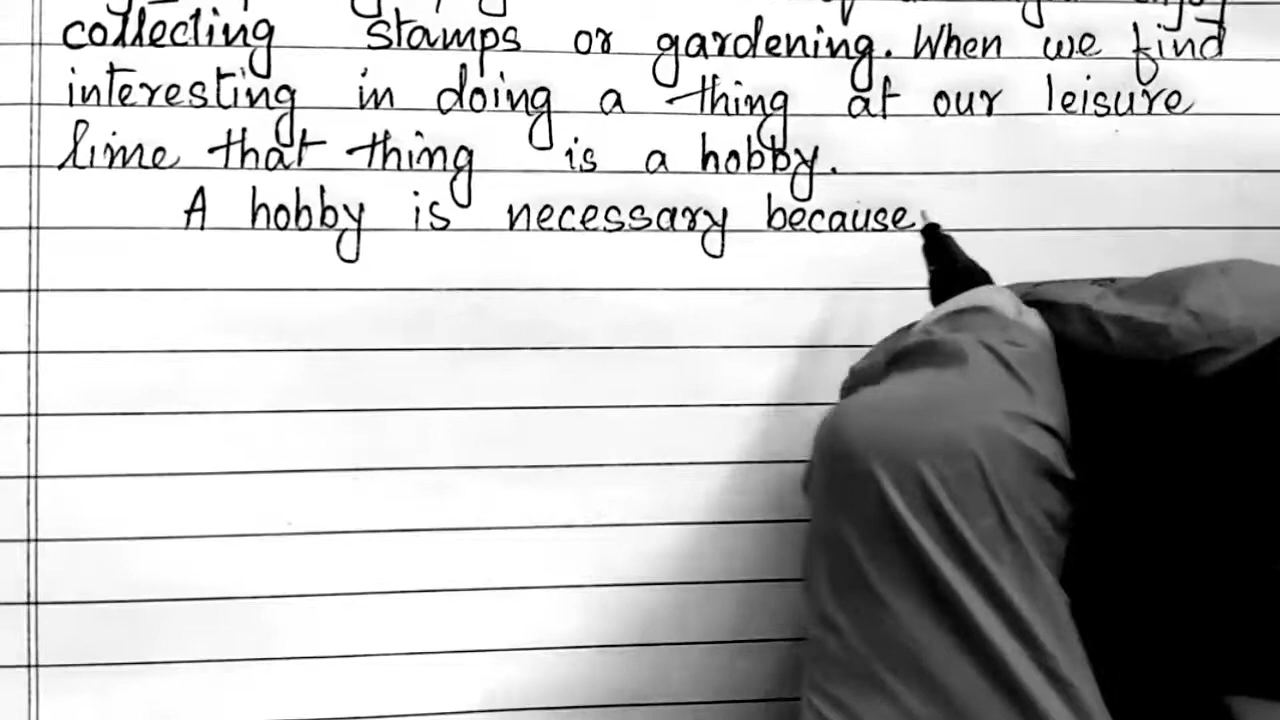 collecting stamps or gardening. When we find
interesting in doing a thing at our leisure
lime that thing is a hobby.
A hobby is necessary because